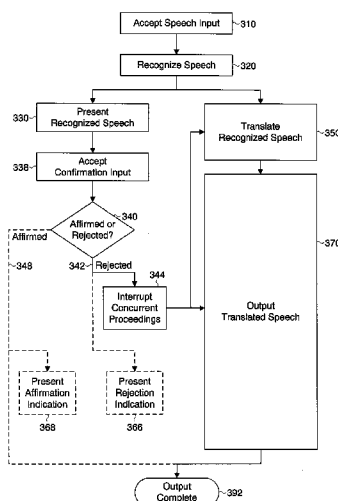 Accept Speech Input
310
Recognize Speech
320
Present
Recognized Speech
330
Translate
Recognized Speech
350
Accept
Confirmation Input
336
Affirmed or
Rejected?
340
Affirmed
348
342
Rejected
344
Interrupt
Concurrent
Proceedings
370
Output
Translated Speech
Present
Affirmation
Indication
368
Present
Rejection
Indication
366
Output
Complete
392